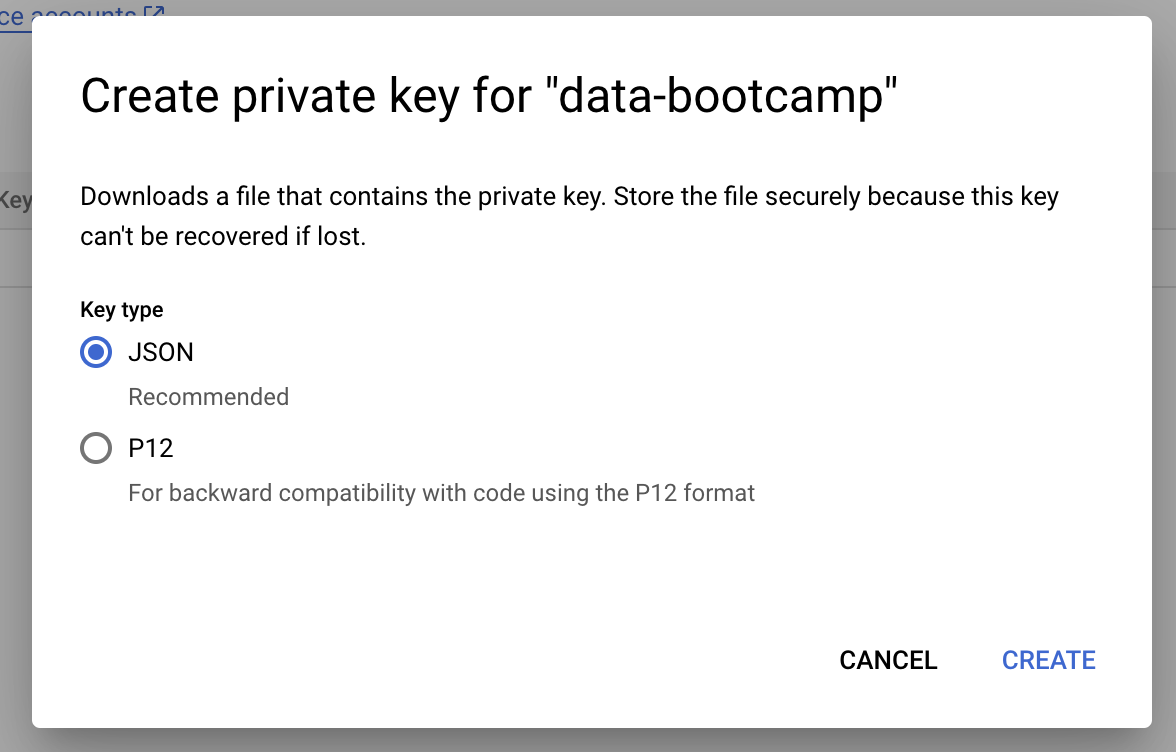 ce accounts
Create private key for "data-bootcamp"
Key
Downloads a file that contains the private key. Store the file securely because this key
can't be recovered if lost.
Key type
JSON
Recommended
P12
For backward compatibility with code using the P12 format
CANCEL
CREATE